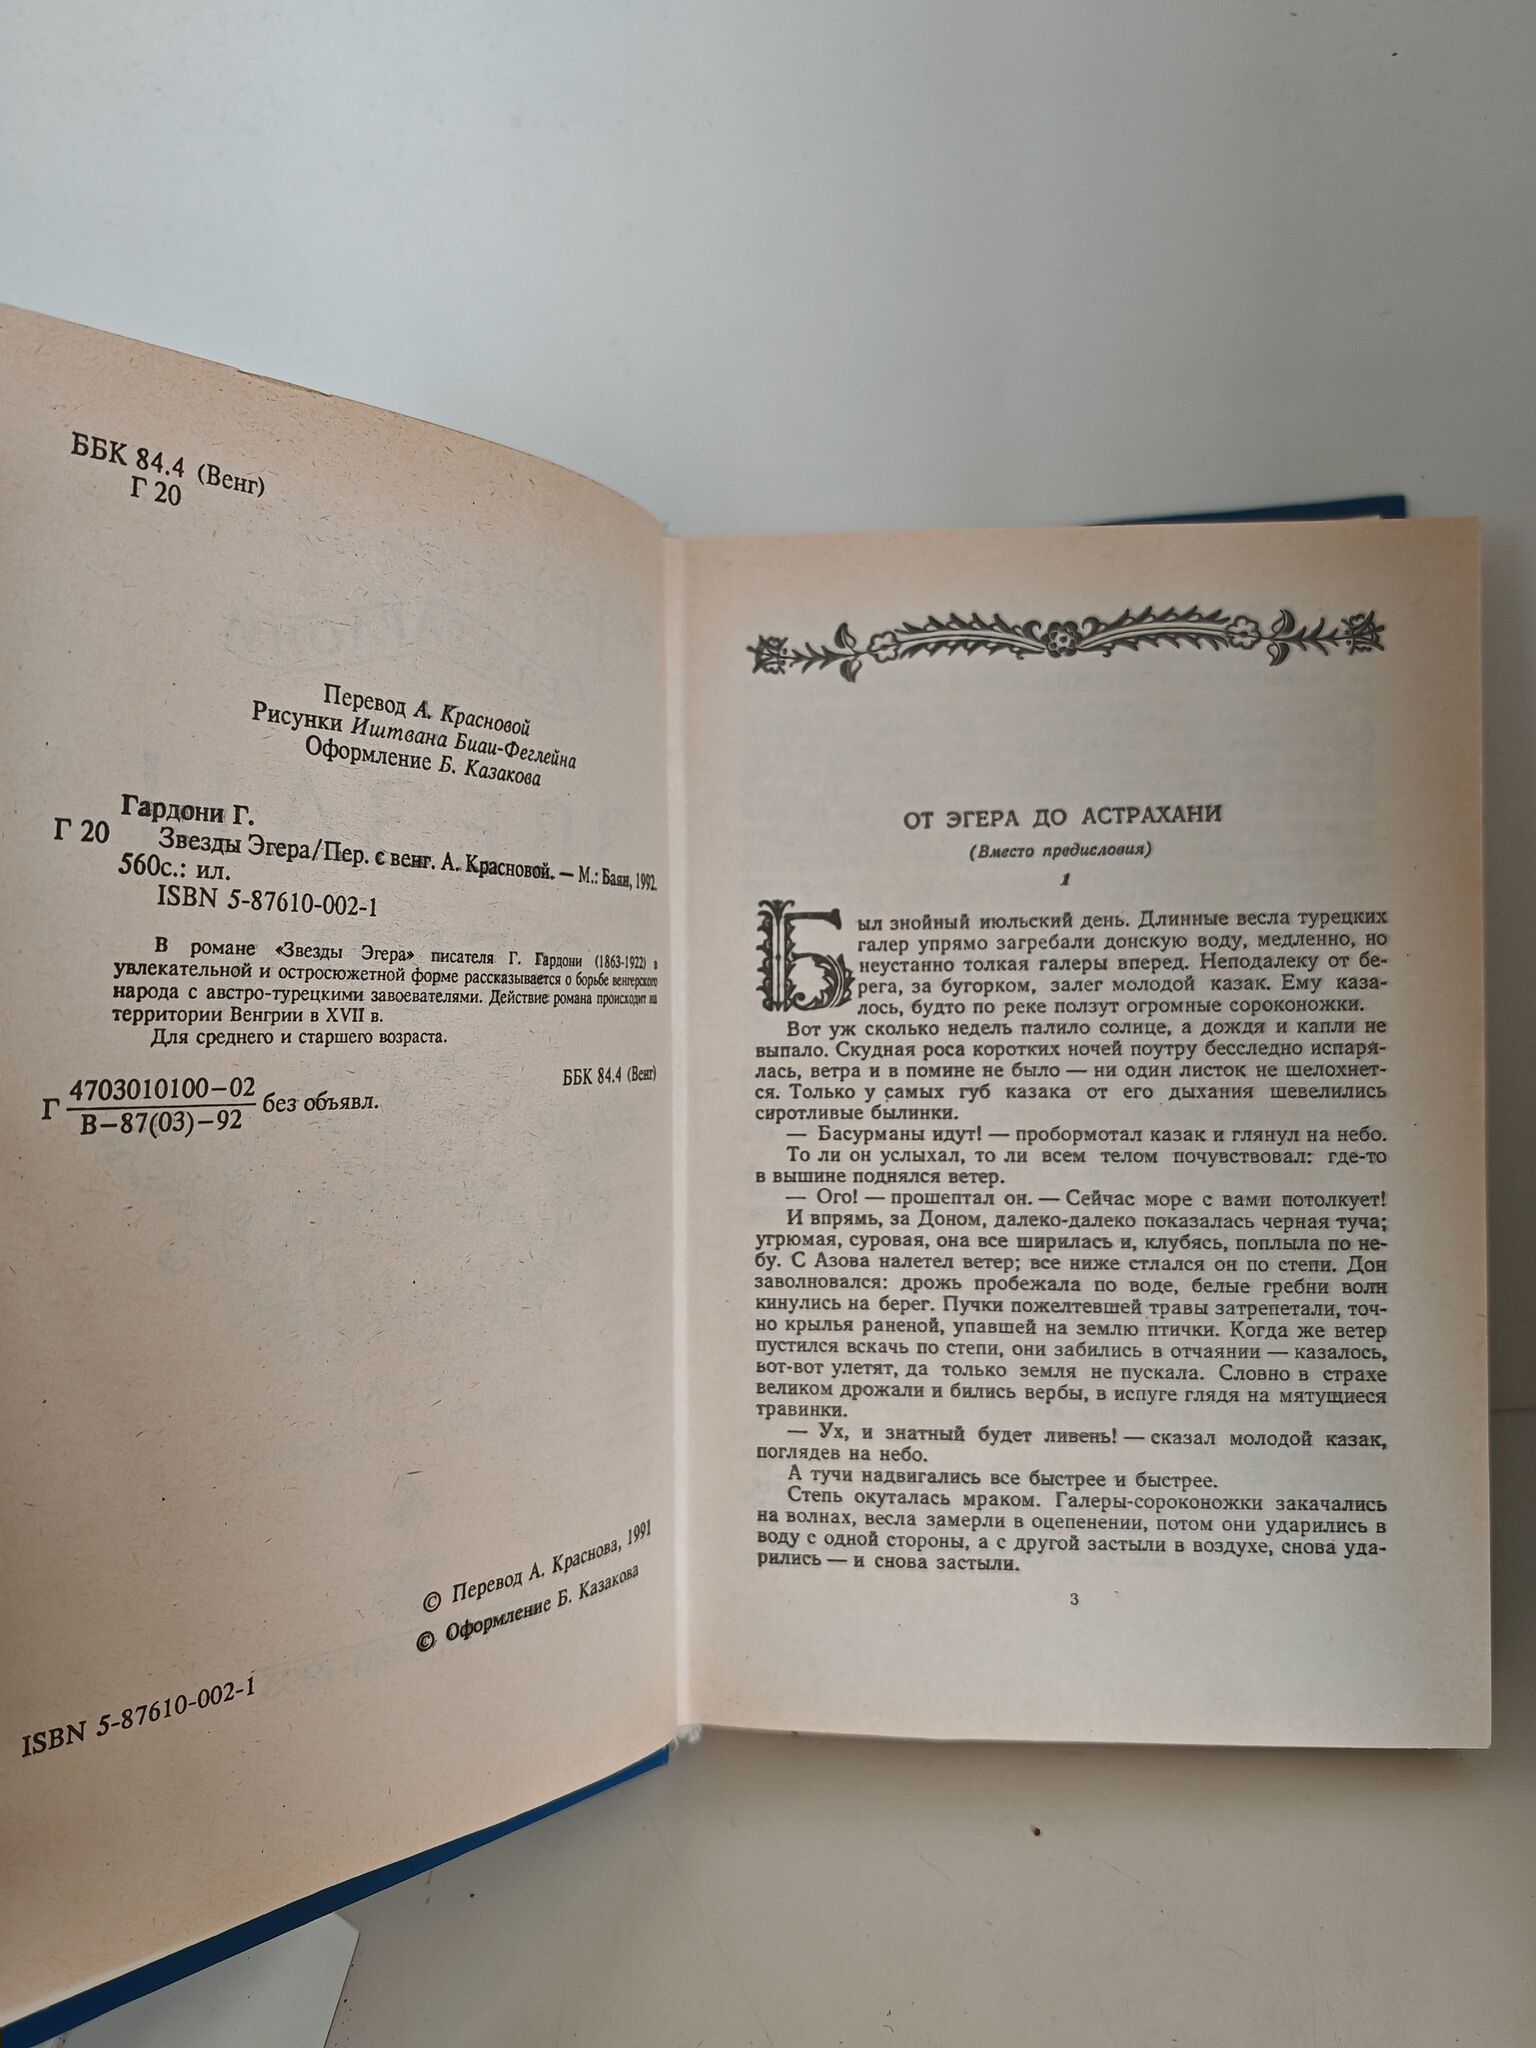 ББК 84.4 (Венг)
Г 20
Перевод А. Красновой
Рисунки Иштвана Биаи-Феглейна
Оформление Б. Казакова
Гардони Г.
Г 20 Звезды Эгера/Пер. с венг. А. Красновой. — М.: Баян, 1992.
560с.: ил.
ISBN 5-87610-002-1
В романе «Звезды Эгера» писателя Г. Гардони (1863-1922) в
увлекательной и остросюжетной форме рассказывается о борьбе венгерского
народа с австро-турецкими завоевателями. Действие романа происходит на
территории Венгрии в XVII в.
Для среднего и старшего возраста.
ББК 84.4 (Венг)
Г 4703010100—02
В—87(03)—92 без объявл.
© Перевод А. Краснова, 1991
© Оформление Б. Казакова
ISBN 5-87610-002-1
ОТ ЭГЕРА ДО АСТРАХАНИ
(Вместо предисловия)
1
Был знойный июльский день. Длинные весла турецких
галер упрямо загребали донскую воду, медленно, но
неустанно толкая галеры вперед. Неподалеку от бе-
рега, за бугорком, залег молодой казак. Ему каза-
лось, будто по реке ползут огромные сороконожки.
Вот уж сколько недель палило солнце, а дождя и капли не
выпало. Скудная роса коротких ночей поутру бесследно испаря-
лась, ветра и в помине не было — ни один листок не шелохнет-
ся. Только у самых губ казака от его дыхания шевелились
сиротливые былинки.
— Басурманы идут! — пробормотал казак и глянул на небо.
То ли он услыхал, то ли всем телом почувствовал: где-то
в вышине поднялся ветер.
— Ого! — прошептал он. — Сейчас море с вами потолкует!
И впрямь, за Доном, далеко-далеко показалась черная туча;
угрюмая, суровая, она все ширилась и, клубясь, поплыла по не-
бу. С Азова налетел ветер; все ниже стлался он по степи. Дон
заволновался: дрожь пробежала по воде, белые гребни волн
кинулись на берег. Пучки пожелтевшей травы затрепетали, точ-
но крылья раненой, упавшей на землю птички. Когда же ветер
пустился вскачь по степи, они забились в отчаянии — казалось,
вот-вот улетят, да только земля не пускала. Словно в страхе
великом дрожали и бились вербы, в испуге глядя на мятущиеся
травинки.
— Ух, и знатный будет ливень! — сказал молодой казак,
поглядев на небо.
А тучи надвигались все быстрее и быстрее.
Степь окуталась мраком. Галеры-сороконожки закачались
на волнах, весла замерли в оцепенении, потом они ударились в
воду с одной стороны, а с другой застыли в воздухе, снова уда-
рились — и снова застыли.
3